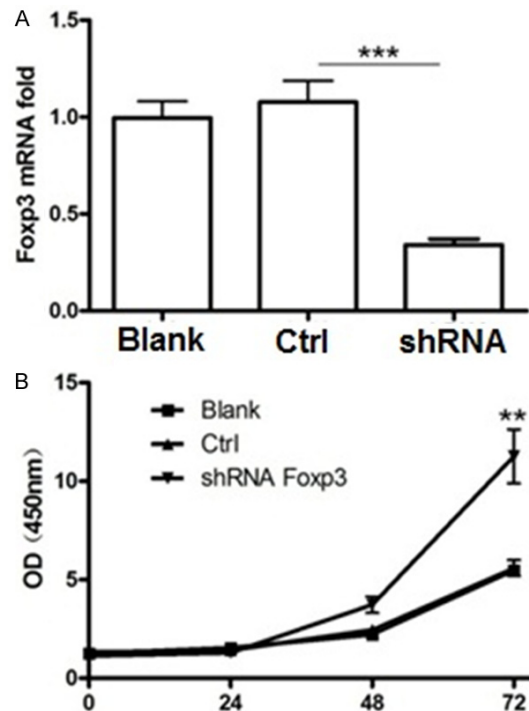 A
Foxp3 mRNA fold
1.5
1.0
0.5
0.0
***
Blank Ctrl shRNA
B
OD (450nm)
15
10
5
0
Blank
Ctrl
shRNA Foxp3
**
0 24 48 72